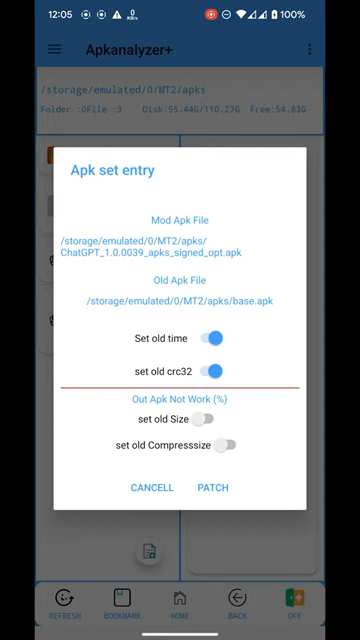 12:05
0
KB/s
100%
Apkanalyzer+
/storage/emulated/0/MT2/apks
Folder :0File :3 Disk:55.44G/110.27G Free:54.83G
Apk set entry
Mod Apk File
/storage/emulated/0/MT2/apks/
ChatGPT_1.0.0039_apks_signed_opt.apk
Old Apk File
/storage/emulated/0/MT2/apks/base.apk
Set old time
set old crc32
Out Apk Not Work (%)
set old Size
set old Compresssize
CANCELL PATCH
REFRESH BOOKMARK HOME BACK OFF